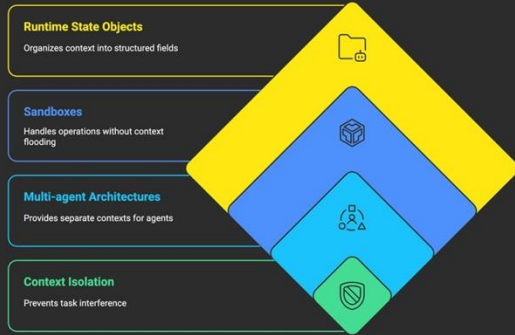 Runtime State Objects
Organizes context into structured fields
Sandboxes
Handles operations without context
flooding
Multi-agent Architectures
Provides separate contexts for agents
Context Isolation
Prevents task interference